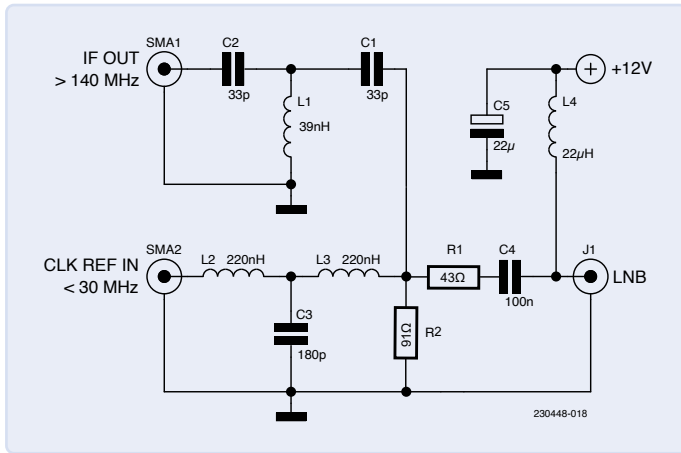 SMA1
C2
C1
IF OUT
> 140 MHz
33p
33p
L1
39nH
+12V
C5
22µ
L4
22µH
SMA2
L2
220nH
L3
220nH
CLK REF IN
< 30 MHz
R1
43Ω
C4
100n
J1
LNB
C3
180p
91Ω
R2
230448-018